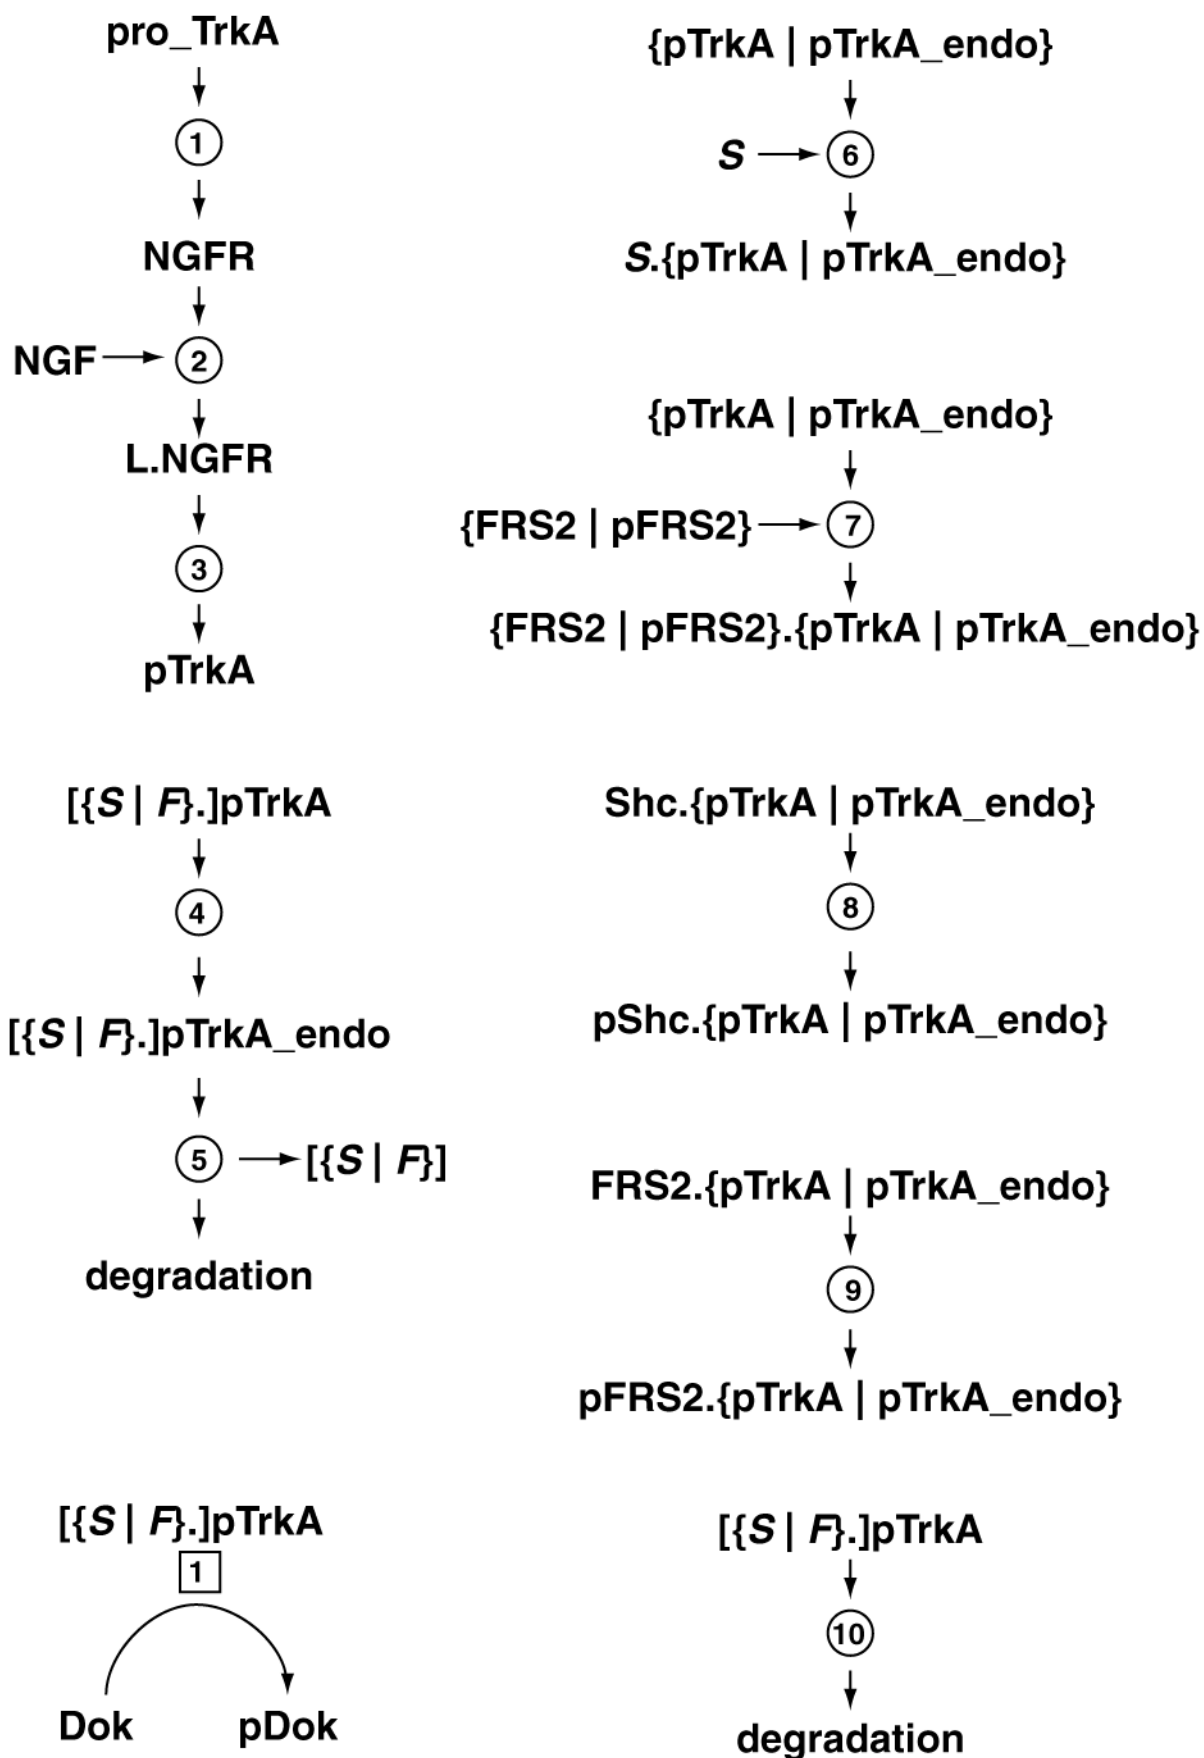 pro_TrkA
1
NGFR
NGF
2
L.NGFR
3
pTrkA
{pTrkA | pTrkA_endo}
S
6
S.{pTrkA | pTrkA_endo}
{pTrkA | pTrkA_endo}
{FRS2 | pFRS2}
7
{FRS2 | pFRS2}.{pTrkA | pTrkA_endo}
[{S | F}.]pTrkA
4
[{S | F}.]pTrkA_endo
5
[{S | F}]
degradation
Shc.{pTrkA | pTrkA_endo}
8
pShc.{pTrkA | pTrkA_endo}
FRS2.{pTrkA | pTrkA_endo}
9
pFRS2.{pTrkA | pTrkA_endo}
[{S | F}.]pTrkA
1
Dok
pDok
[{S | F}.]pTrkA
10
degradation